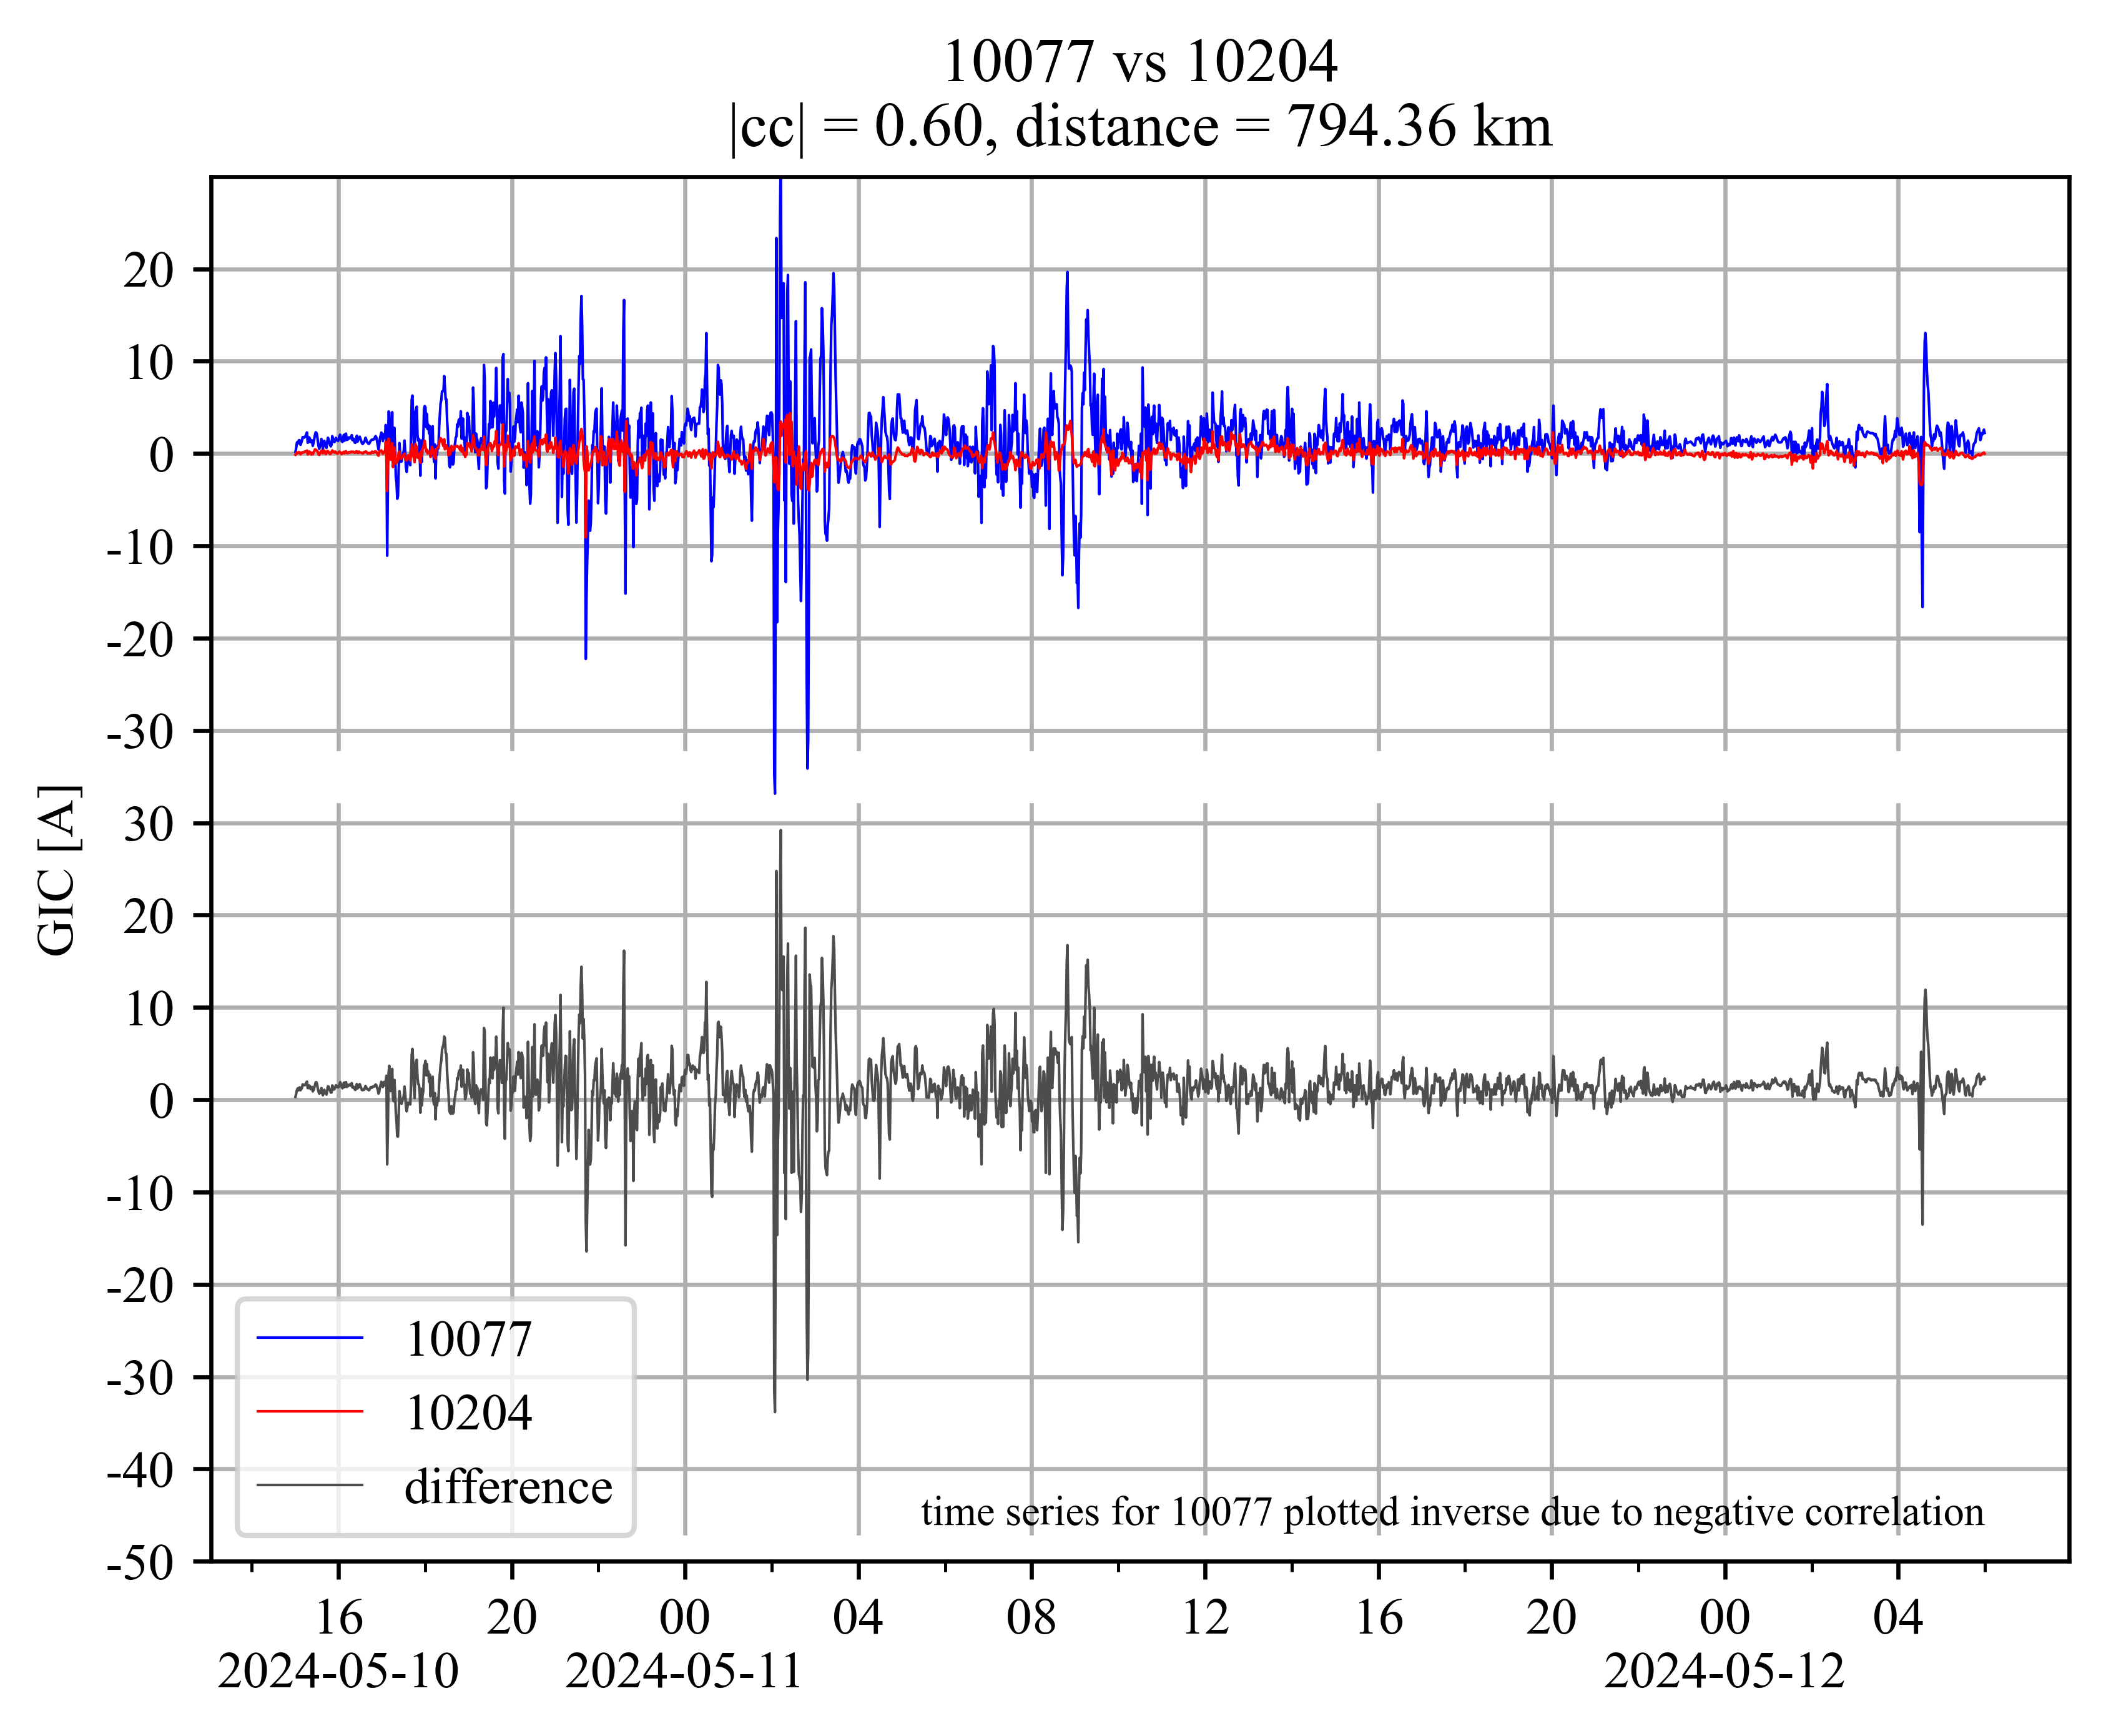 10077 vs 10204
|cc| = 0.60, distance = 794.36 km
20
10
0
-10
-20
-30
30
20
10
0
-10
-20
-30
-40
-50
GIC [A]
10077
10204
difference
time series for 10077 plotted inverse due to negative correlation
16 20 00 04 08 12 16 20 00 04
2024-05-10 2024-05-11 2024-05-12